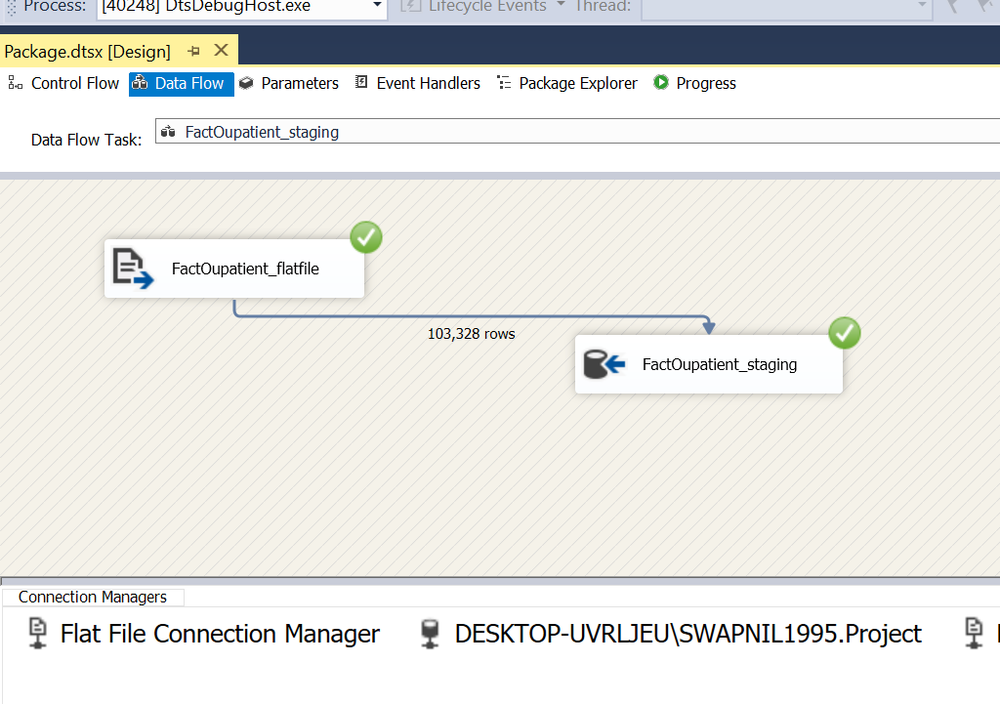 Process: [40248] DtsDebugHost.exe Lifecycle Events Thread:
Package.dtsx [Design]
Control Flow Data Flow Parameters Event Handlers Package Explorer Progress
Data Flow Task: FactOupatient_staging
FactOupatient_flatfile
103,328 rows
FactOupatient_staging
Connection Managers
Flat File Connection Manager DESKTOP-UVRLJEU\SWAPNIL1995.Project